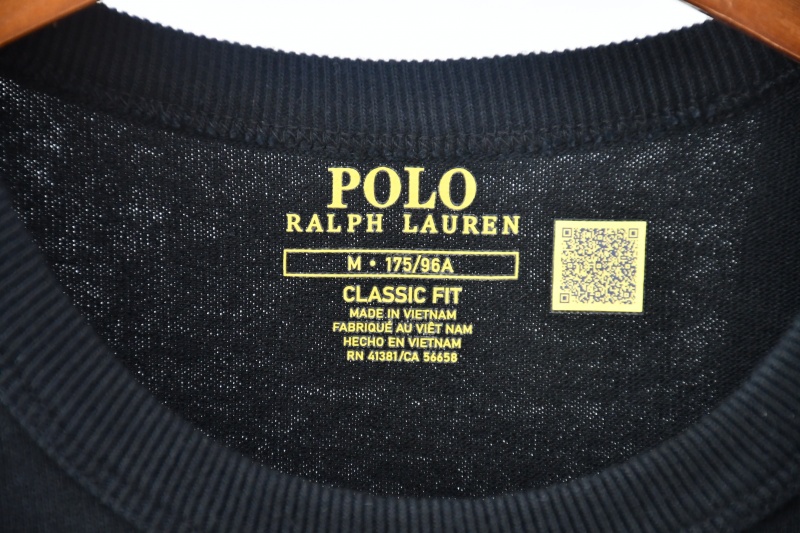 POLO
RALPH LAUREN
M • 175/96A
CLASSIC FIT
MADE IN VIETNAM
FABRIQUÉ AU VIÊT NAM
HECHO EN VIETNAM
RN 41381/CA 56658